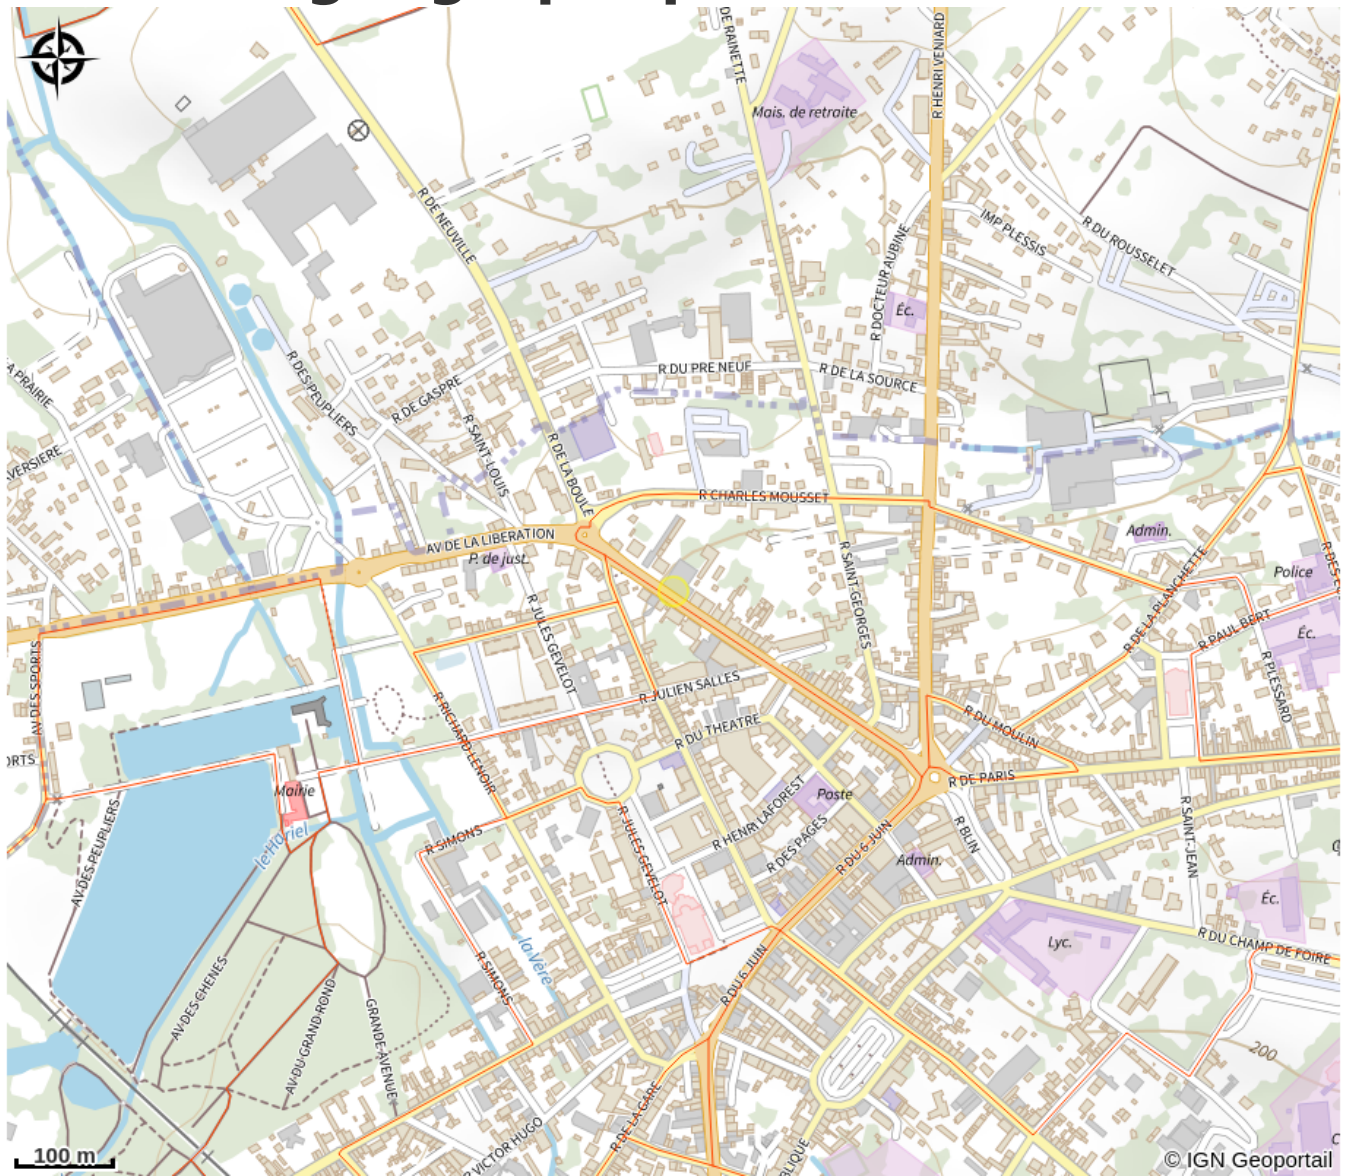 DE RAINETTE
R HENRI VENIARD
Mais. de retraite
R DE NEUVILLE
IMP PLESSIS
R DU ROUSSELET
R DOCTEUR AUBINE
Éc.
R DES PEUPLIERS
R DE GASPRE
R DU PRE NEUF
R DE LA SOURCE
A PRAIRIE
AVERSIERE
R SAINT-LOUIS
R DE LA BOULE
R CHARLES MOUSSET
AV DE LA LIBERATION
P. de just.
Admin.
Police
R DE LA PLANCHETTE
R SAINT-GEORGES
R PAUL BERT
Éc.
R PLESSARD
R JULES GEVELOT
AV DES SPORTS
R JULIEN SALLES
R RICHARD LENOIR
R DU THEATRE
R DU MOULIN
ORTS
R DE PARIS
Mairie
Poste
R HENRI LAFOREST
R DES PAGES
R DU 6 JUIN
R BLIN
Admin.
R SAINT-JEAN
le Hariel
R SIMONS
R JULES GEVELOT
AV DES PEUPLIERS
Éc.
Lyc.
R DU CHAMP DE FOIRE
la Vère
R SIMONS
R DU 6 JUIN
AV DES CHENES
AV DU GRAND ROND
GRANDE AVENUE
200
R DE LA GARE
R VICTOR HUGO
BLIQUE
100 m
© IGN Geoportail